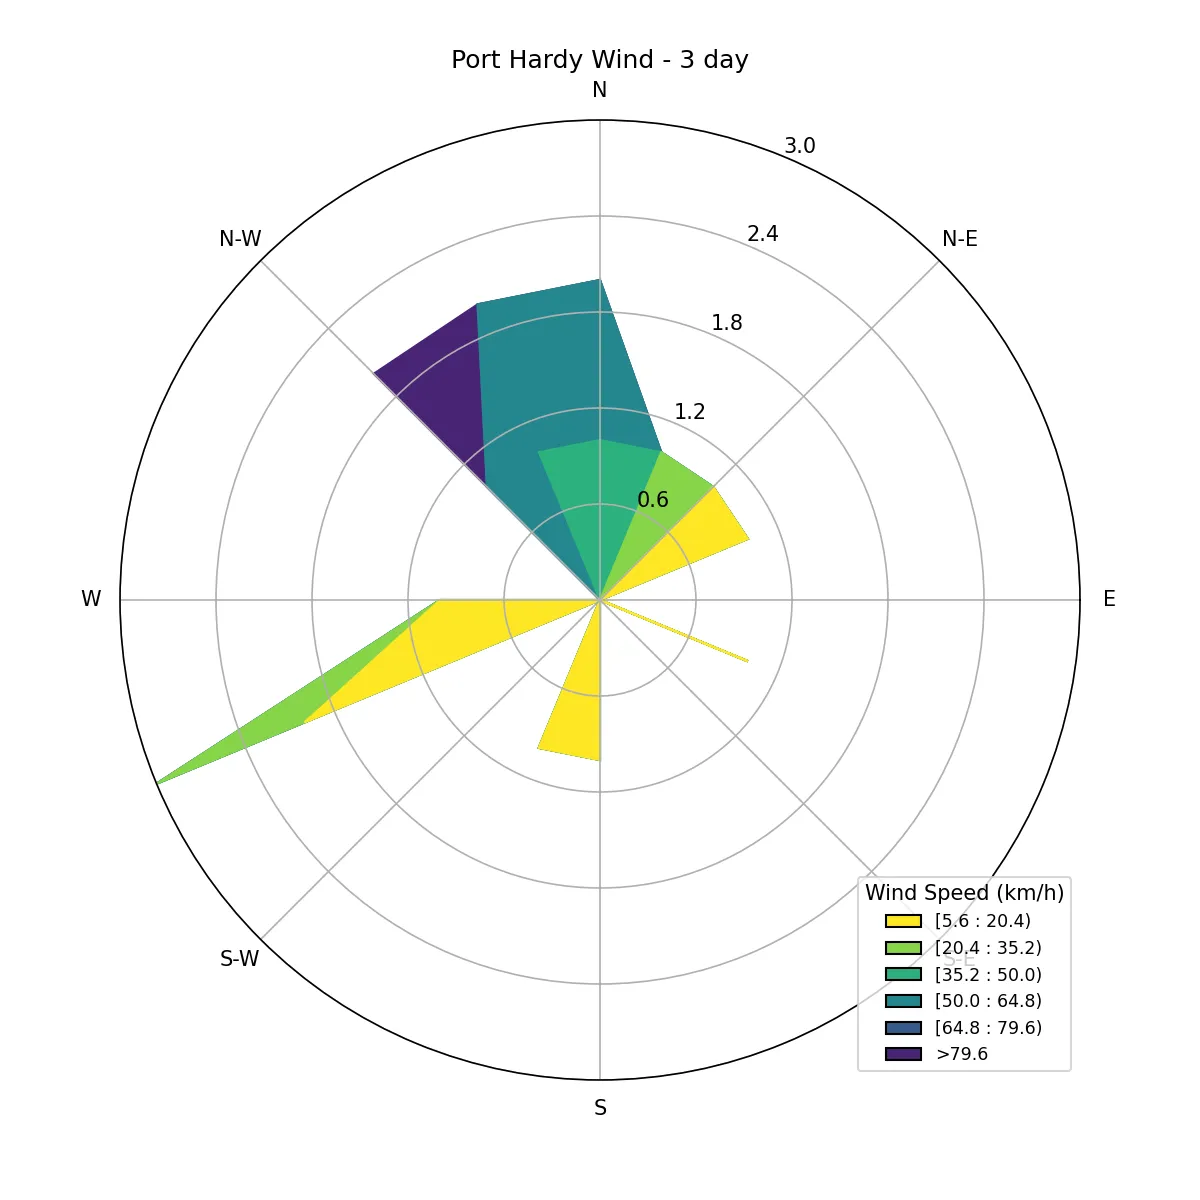 Port Hardy Wind - 3 day
N
3.0
N-W
2.4
N-E
1.8
1.2
0.6
W
E
Wind Speed (km/h)
[5.6 : 20.4)
[20.4 : 35.2)
S-W
S-E
[35.2 : 50.0)
[50.0 : 64.8)
[64.8 : 79.6)
>79.6
S